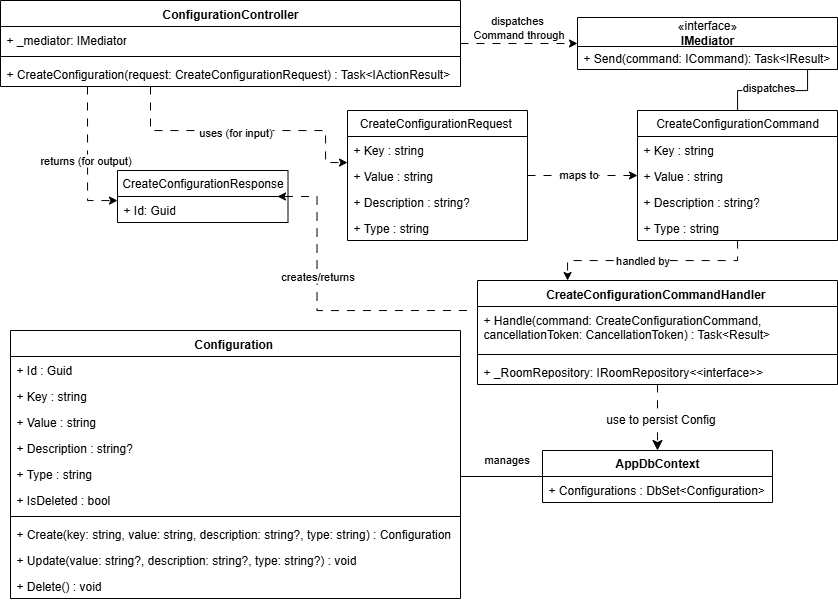 ConfigurationController
+ _mediator: IMediator
+ CreateConfiguration(request: CreateConfigurationRequest) : Task<IActionResult>
dispatches
Command through
«interface»
IMediator
+ Send(command: ICommand): Task<IResult>
dispatches
uses (for input)
returns (for output)
CreateConfigurationResponse
+ Id: Guid
CreateConfigurationRequest
+ Key : string
+ Value : string
+ Description : string?
+ Type : string
maps to
CreateConfigurationCommand
+ Key : string
+ Value : string
+ Description : string?
+ Type : string
handled by
creates/returns
CreateConfigurationCommandHandler
+ Handle(command: CreateConfigurationCommand,
cancellationToken: CancellationToken) : Task<Result>
+ _RoomRepository: IRoomRepository<<interface>>
use to persist Config
Configuration
+ Id : Guid
+ Key : string
+ Value : string
+ Description : string?
+ Type : string
+ IsDeleted : bool
+ Create(key: string, value: string, description: string?, type: string) : Configuration
+ Update(value: string?, description: string?, type: string?) : void
+ Delete() : void
manages
AppDbContext
+ Configurations : DbSet<Configuration>